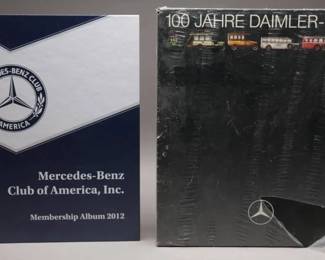 MERCEDES-BENZ CLUB
AMERICA
Mercedes-Benz
Club of America, Inc.
Membership Album 2012
100 JAHRE DAIMLER-